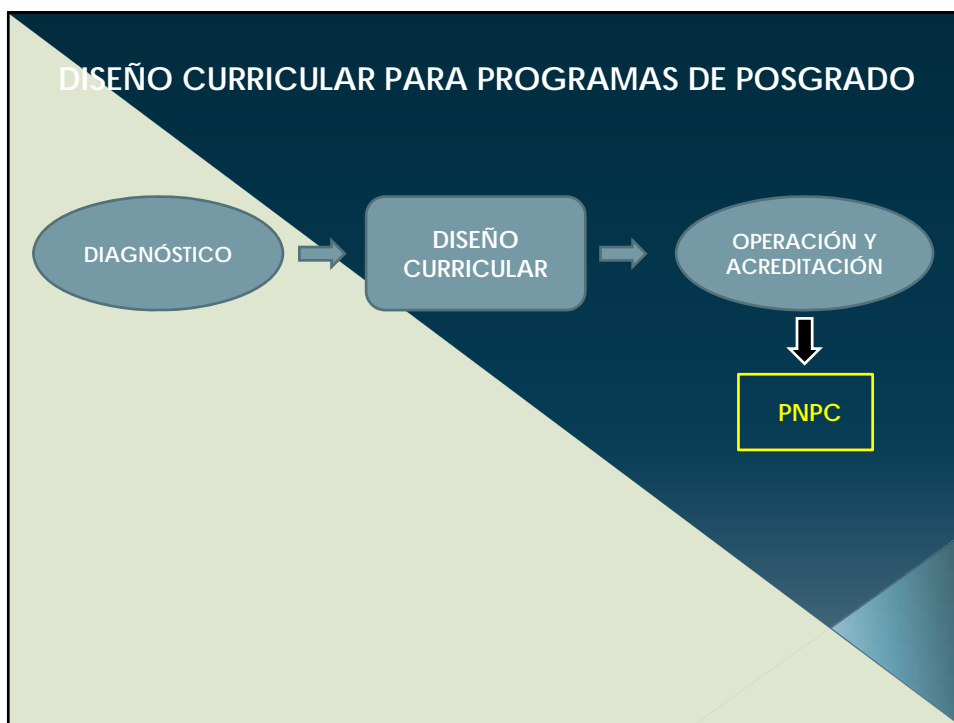 DISEÑO CURRICULAR PARA PROGRAMAS DE POSGRADO
DIAGNÓSTICO
DISEÑO
CURRICULAR
OPERACIÓN Y
ACREDITACIÓN
PNPC